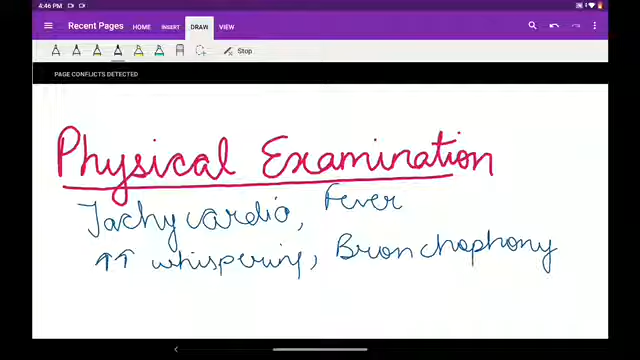 4:46 PM
Recent Pages HOME INSERT DRAW VIEW
Stop
PAGE CONFLICTS DETECTED
Physical Examination
Tachycardia, Fever
↑↑ whispering, Bronchophony